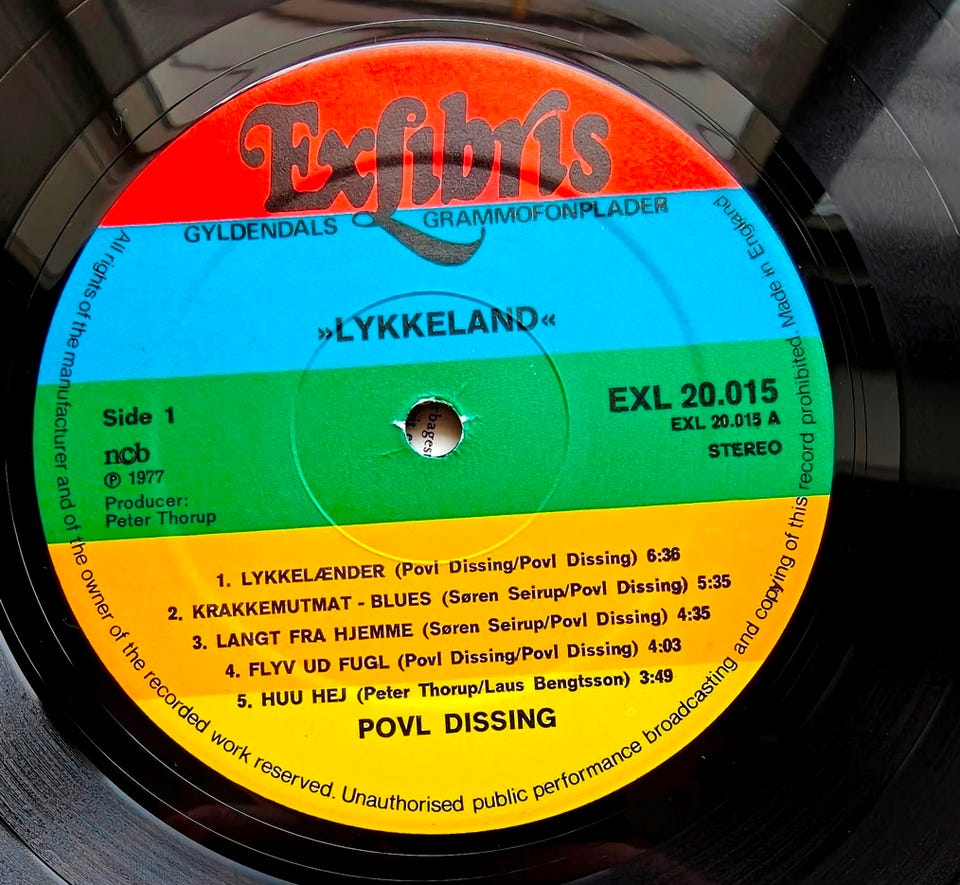 Exlibris
GYLDENDALS GRAMMOFONPLADER
»LYKKELAND«
Side 1
ncb
℗ 1977
Producer:
Peter Thorup
EXL 20.015
EXL 20.015 A
STEREO
1. LYKKELÆNDER (Povl Dissing/Povl Dissing) 6:36
2. KRAKKEMUTMAT - BLUES (Søren Seirup/Povl Dissing) 5:35
3. LANGT FRA HJEMME (Søren Seirup/Povl Dissing) 4:35
4. FLYV UD FUGL (Povl Dissing/Povl Dissing) 4:03
5. HUU HEJ (Peter Thorup/Laus Bengtsson) 3:49
POVL DISSING
All rights of the manufacturer and of the owner of the recorded work reserved. Unauthorised public performance broadcasting and copying of this record prohibited. Made in England